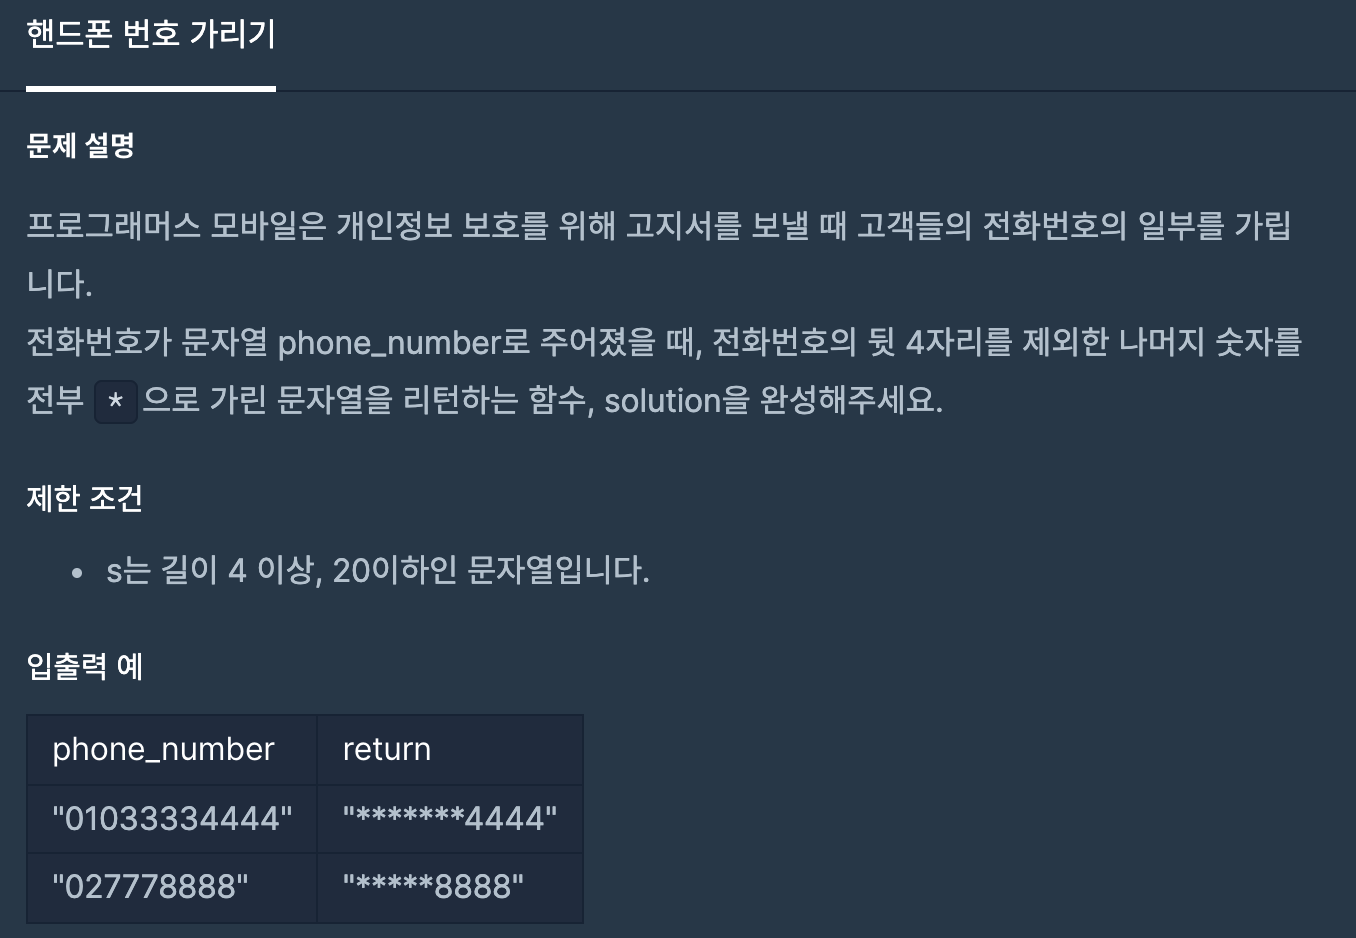 핸드폰 번호 가리기
문제 설명
프로그래머스 모바일은 개인정보 보호를 위해 고지서를 보낼 때 고객들의 전화번호의 일부를 가립
니다.
전화번호가 문자열 phone_number로 주어졌을 때, 전화번호의 뒷 4자리를 제외한 나머지 숫자를
전부 * 으로 가린 문자열을 리턴하는 함수, solution을 완성해주세요.
제한 조건
• s는 길이 4 이상, 20이하인 문자열입니다.
입출력 예
phone_number return
"01033334444" "*******4444"
"027778888" "*****8888"